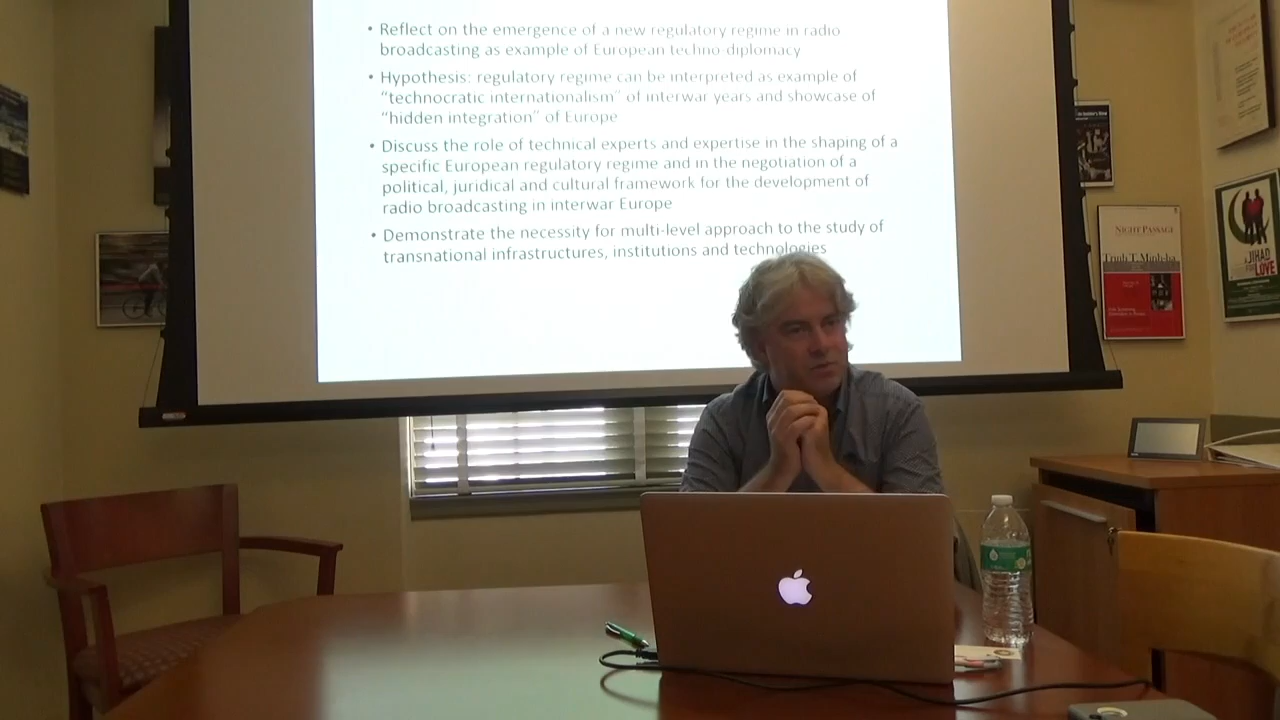 • Reflect on the emergence of a new regulatory regime in radio
broadcasting as example of European techno-diplomacy
• Hypothesis: regulatory regime can be interpreted as example of
“technocratic internationalism” of interwar years and showcase of
“hidden integration” of Europe
• Discuss the role of technical experts and expertise in the shaping of a
specific European regulatory regime and in the negotiation of a
political, juridical and cultural framework for the development of
radio broadcasting in interwar Europe
• Demonstrate the necessity for multi-level approach to the study of
transnational infrastructures, institutions and technologies
NIGHT PASSAGE
Trinh T. Minh-ha
A JIHAD
FOR LOVE